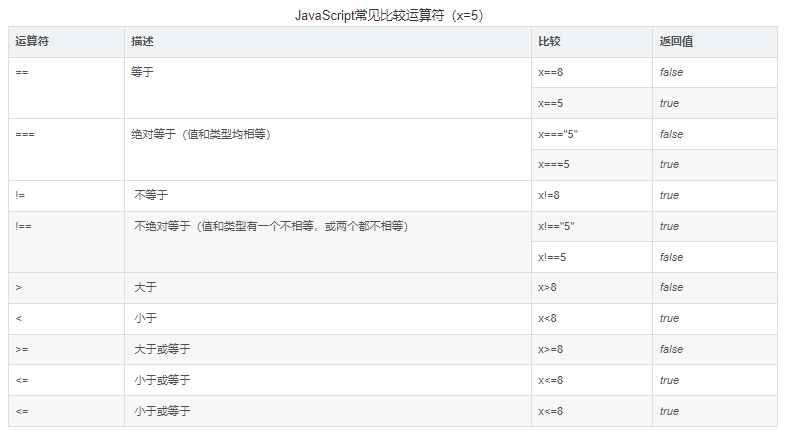 JavaScript常见比较运算符（x=5）
运算符 描述 比较 返回值
== 等于 x==8 false
x==5 true
=== 绝对等于（值和类型均相等） x==="5" false
x===5 true
!= 不等于 x!=8 true
!== 不绝对等于（值和类型有一个不相等，或两个都不相等） x!=="5" true
x!==5 false
> 大于 x>8 false
< 小于 x<8 true
>= 大于或等于 x>=8 false
<= 小于或等于 x<=8 true
<= 小于或等于 x<=8 true